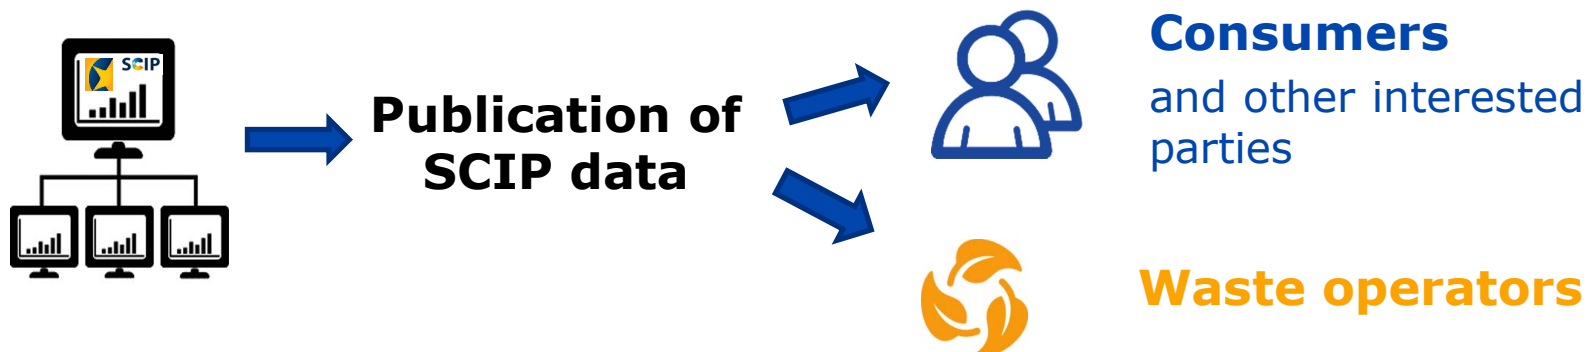 SCIP
Publication of
SCIP data
Consumers
and other interested
parties
Waste operators